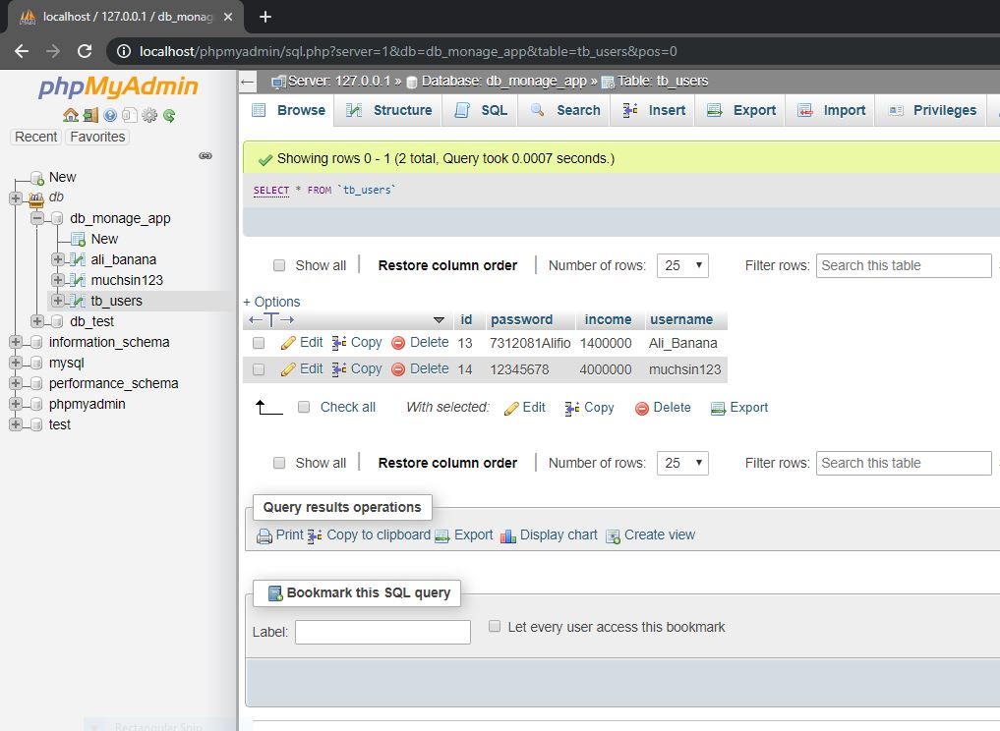 localhost / 127.0.0.1 / db_monag
localhost/phpmyadmin/sql.php?server=1&db=db_monage_app&table=tb_users&pos=0
phpMyAdmin
Recent Favorites
New
db
db_monage_app
New
ali_banana
muchsin123
tb_users
db_test
information_schema
mysql
performance_schema
phpmyadmin
test
Server: 127.0.0.1 » Database: db_monage_app » Table: tb_users
Browse Structure SQL Search Insert Export Import Privileges
Showing rows 0 - 1 (2 total, Query took 0.0007 seconds.)
SELECT * FROM `tb_users`
Show all Restore column order Number of rows: 25 Filter rows: Search this table
+ Options
id password income username
Edit Copy Delete 13 7312081Alifio 1400000 Ali_Banana
Edit Copy Delete 14 12345678 4000000 muchsin123
Check all With selected: Edit Copy Delete Export
Show all Restore column order Number of rows: 25 Filter rows: Search this table
Query results operations
Print Copy to clipboard Export Display chart Create view
Bookmark this SQL query
Label: Let every user access this bookmark
Rectangular Snip